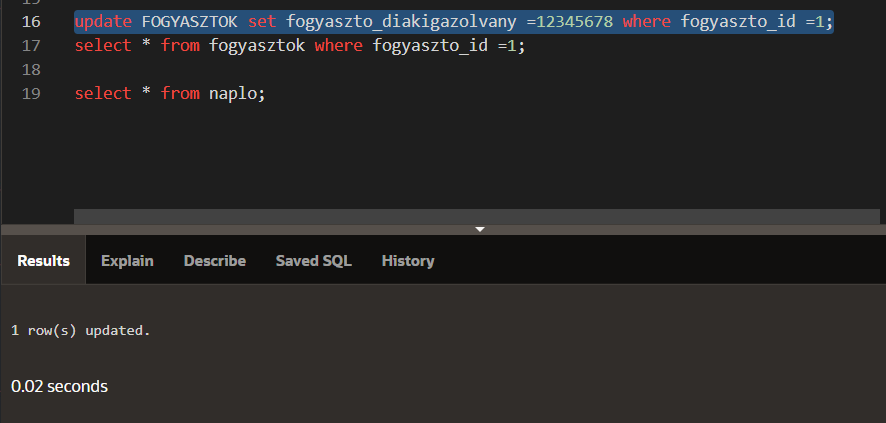 16 update FOGYASZTOK set fogyaszto_diakigazolvany =12345678 where fogyaszto_id =1;
17 select * from fogyasztok where fogyaszto_id =1;
18
19 select * from naplo;
Results Explain Describe Saved SQL History
1 row(s) updated.
0.02 seconds